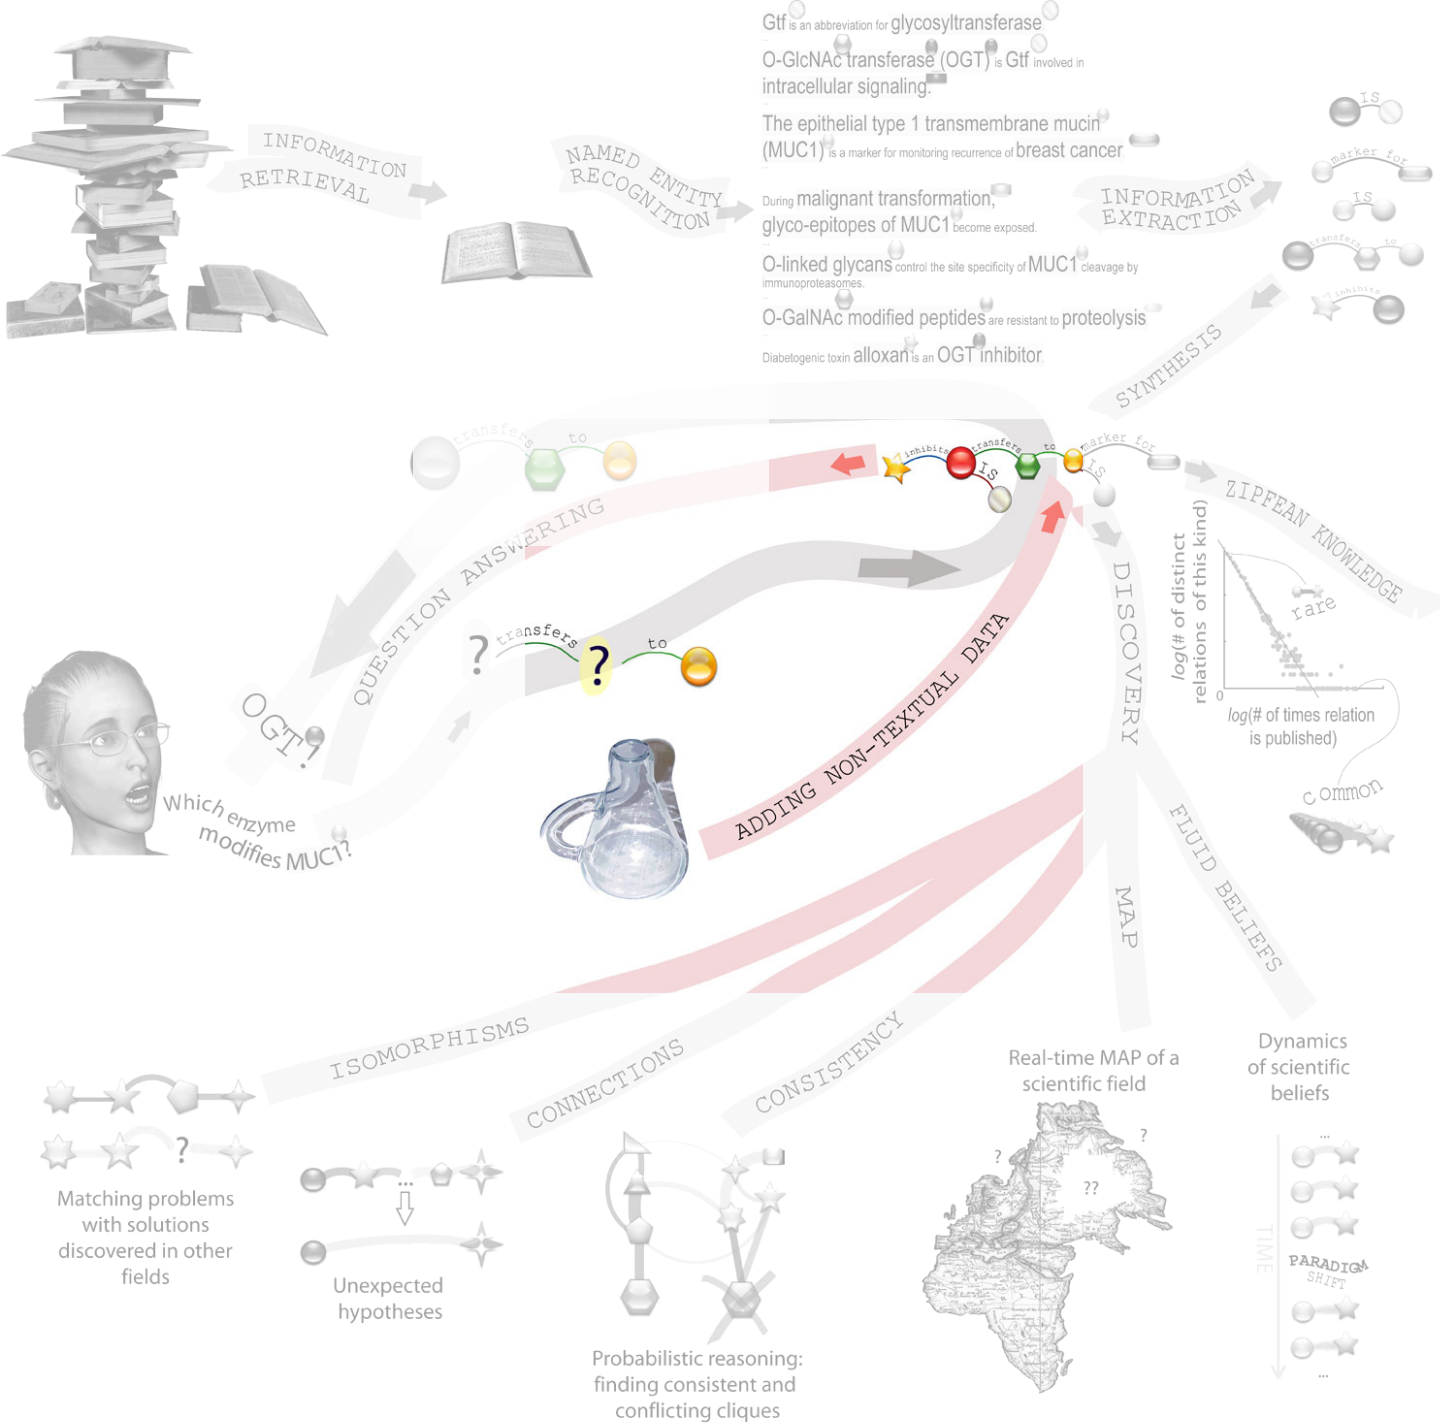 Gtf is an abbreviation for glycosyltransferase
O-GlcNAc transferase (OGT) is Gtf involved in
intracellular signaling.
The epithelial type 1 transmembrane mucin
(MUC1) is a marker for monitoring recurrence of breast cancer
During malignant transformation,
glyco-epitopes of MUC1 become exposed.
O-linked glycans control the site specificity of MUC1 cleavage by
immunoproteasomes.
O-GalNAc modified peptides are resistant to proteolysis
Diabetogenic toxin alloxan is an OGT inhibitor
INFORMATION
RETRIEVAL
NAMED ENTITY
RECOGNITION
INFORMATION
EXTRACTION
IS
marker for
IS
transfers to
inhibits
SYNTHESIS
transfers to
inhibits transfers to marker for
IS
IS
QUESTION ANSWERING
ZIPFEAN KNOWLEDGE
log(# of distinct
relations of this kind)
rare
0
log(# of times relation
is published)
common
? transfers ? to
OGT!
Which enzyme
modifies MUC1?
ADDING NON-TEXTUAL DATA
DISCOVERY
MAP
FLUID BELIEFS
ISOMORPHISMS
CONNECTIONS
CONSISTENCY
?
Matching problems
with solutions
discovered in other
fields
...
Unexpected
hypotheses
Probabilistic reasoning:
finding consistent and
conflicting cliques
Real-time MAP of a
scientific field
?
?
??
Dynamics
of scientific
beliefs
...
TIME
PARADIGM
SHIFT
...